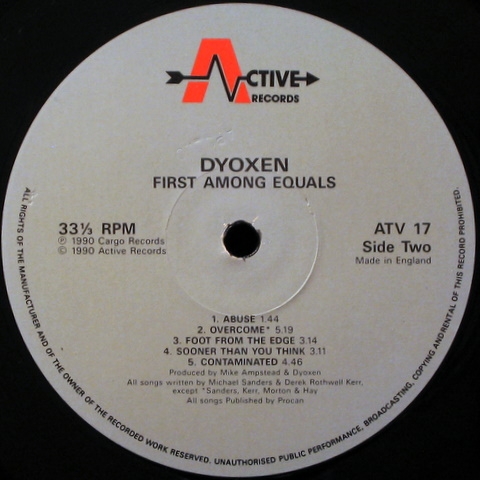 ACTIVE
RECORDS
DYOXEN
FIRST AMONG EQUALS
33⅓ RPM
℗ 1990 Cargo Records
© 1990 Active Records
ATV 17
Side Two
Made in England
1. ABUSE 1.44
2. OVERCOME* 5.19
3. FOOT FROM THE EDGE 3.14
4. SOONER THAN YOU THINK 3.11
5. CONTAMINATED 4.46
Produced by Mike Ampstead & Dyoxen
All songs written by Michael Sanders & Derek Rothwell Kerr,
except *Sanders, Kerr, Morton & Hay
All songs Published by Procan
ALL RIGHTS OF THE MANUFACTURER AND OF THE OWNER OF THE RECORDED WORK RESERVED. UNAUTHORISED PUBLIC PERFORMANCE, BROADCASTING, COPYING AND RENTAL OF THIS RECORD PROHIBITED.